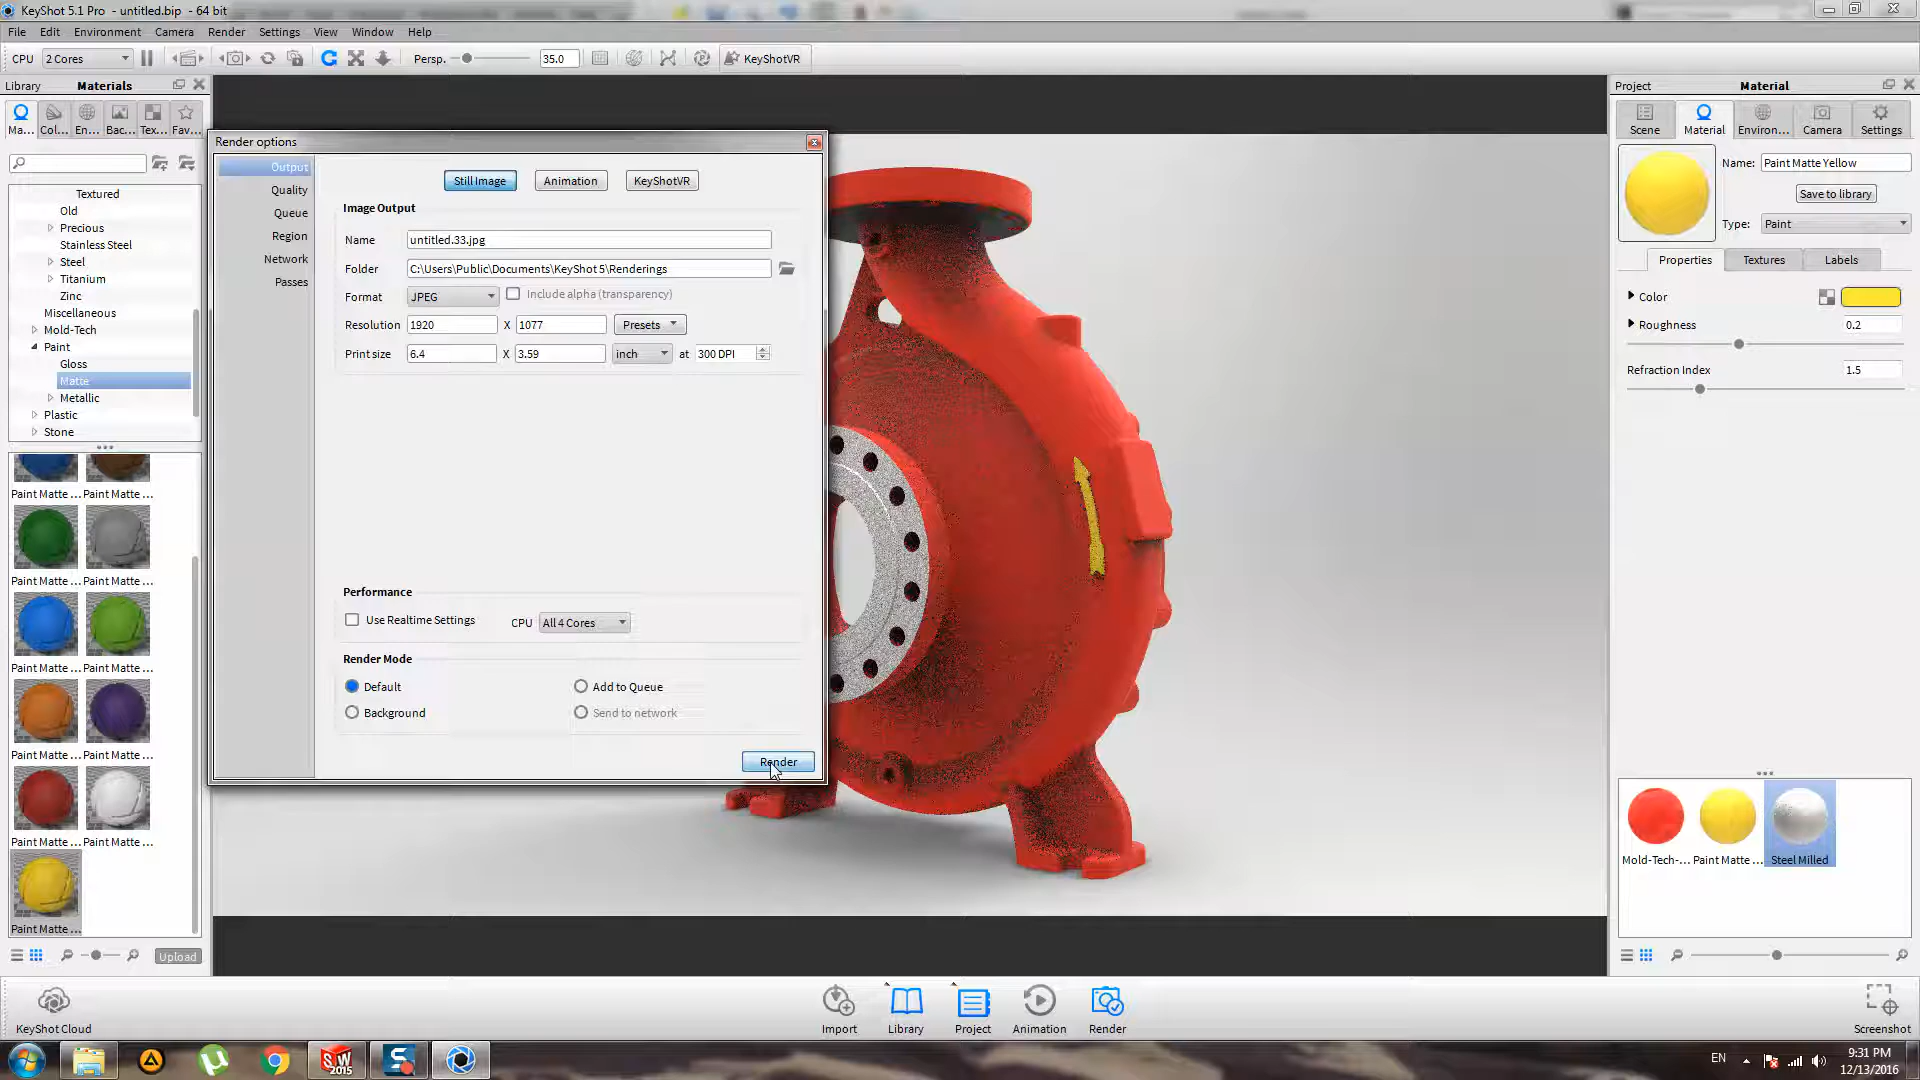 KeyShot 5.1 Pro - untitled.bip - 64 bit
File Edit Environment Camera Render Settings View Window Help
CPU 2 Cores Persp. 35.0 KeyShotVR
Library Materials
Ma... Col... En... Bac... Tex... Fav...
Textured
Old
Precious
Stainless Steel
Steel
Titanium
Zinc
Miscellaneous
Mold-Tech
Paint
Gloss
Matte
Metallic
Plastic
Stone
Paint Matte ... Paint Matte ...
Paint Matte ... Paint Matte ...
Paint Matte ... Paint Matte ...
Paint Matte ... Paint Matte ...
Paint Matte ... Paint Matte ...
Paint Matte ...
Upload
Render options
Output
Quality
Queue
Region
Network
Passes
Still Image Animation KeyShotVR
Image Output
Name untitled.33.jpg
Folder C:\Users\Public\Documents\KeyShot 5\Renderings
Format JPEG Include alpha (transparency)
Resolution 1920 X 1077 Presets
Print size 6.4 X 3.59 inch at 300 DPI
Performance
Use Realtime Settings CPU All 4 Cores
Render Mode
Default Add to Queue
Background Send to network
Render
Project Material
Scene Material Environ... Camera Settings
Name: Paint Matte Yellow
Save to library
Type: Paint
Properties Textures Labels
Color
Roughness 0.2
Refraction Index 1.5
Mold-Tech-... Paint Matte ... Steel Milled
KeyShot Cloud Import Library Project Animation Render Screenshot
SW 2015 S EN 9:31 PM
12/13/2016